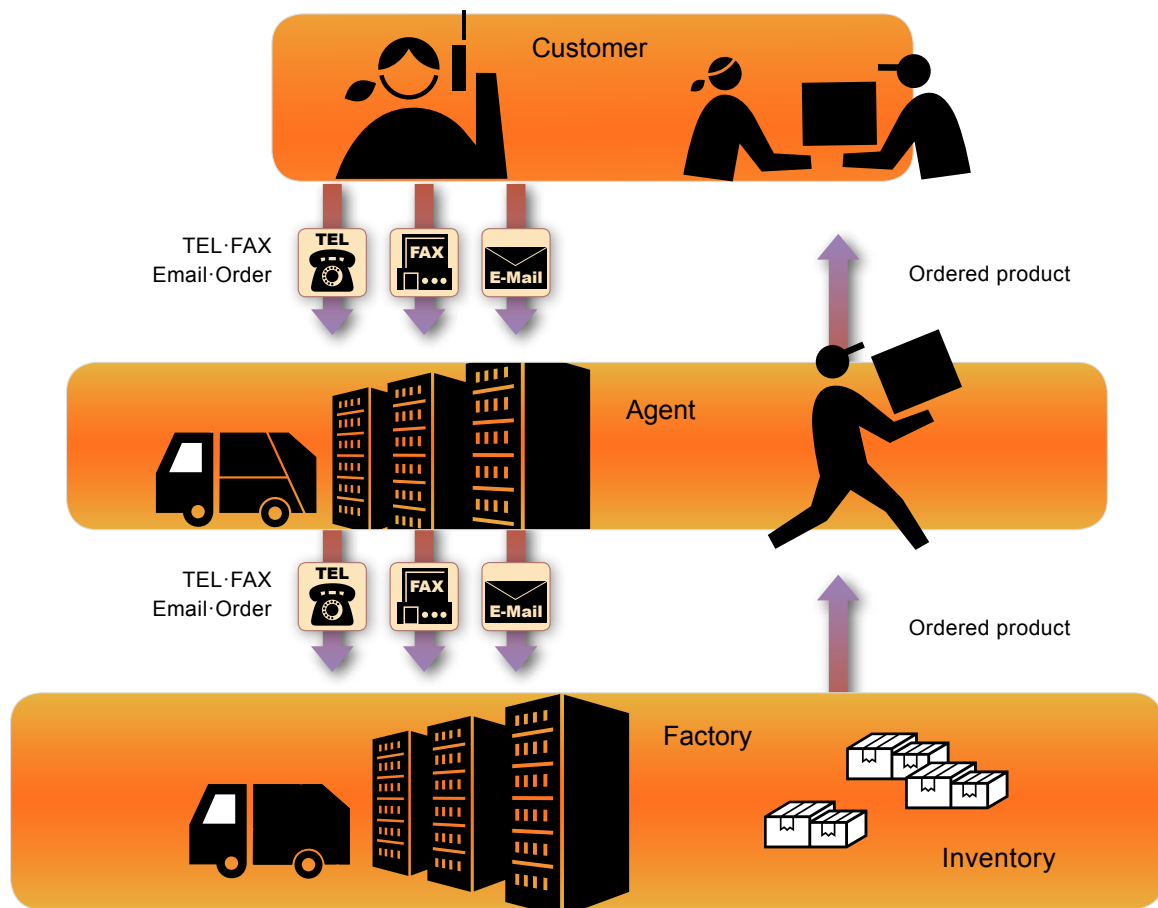 Customer
TEL·FAX
Email·Order
TEL
FAX
E-Mail
Ordered product
Agent
TEL·FAX
Email·Order
TEL
FAX
E-Mail
Ordered product
Factory
Inventory